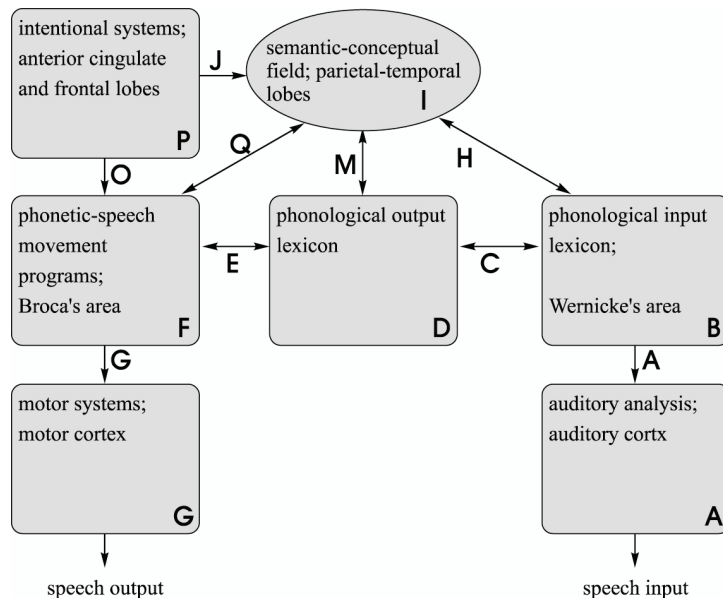 intentional systems;
anterior cingulate
and frontal lobes
P
J
semantic-conceptual
field; parietal-temporal
lobes
I
O
Q
M
H
phonetic-speech
movement
programs;
Broca's area
F
E
phonological output
lexicon
D
C
phonological input
lexicon;
Wernicke's area
B
G
A
motor systems;
motor cortex
G
auditory analysis;
auditory cortx
A
speech output
speech input